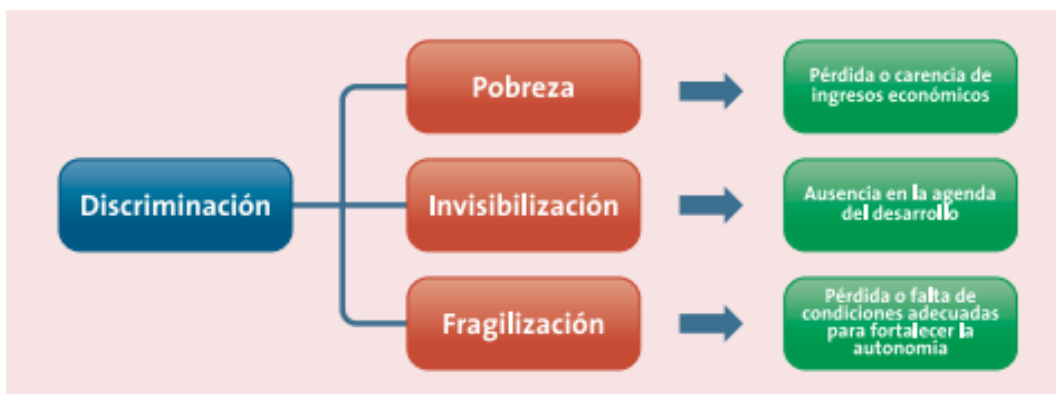 Discriminación
Pobreza
Pérdida o carencia de
ingresos económicos
Invisibilización
Ausencia en la agenda
del desarrollo
Fragilización
Pérdida o falta de
condiciones adecuadas
para fortalecer la
autonomía